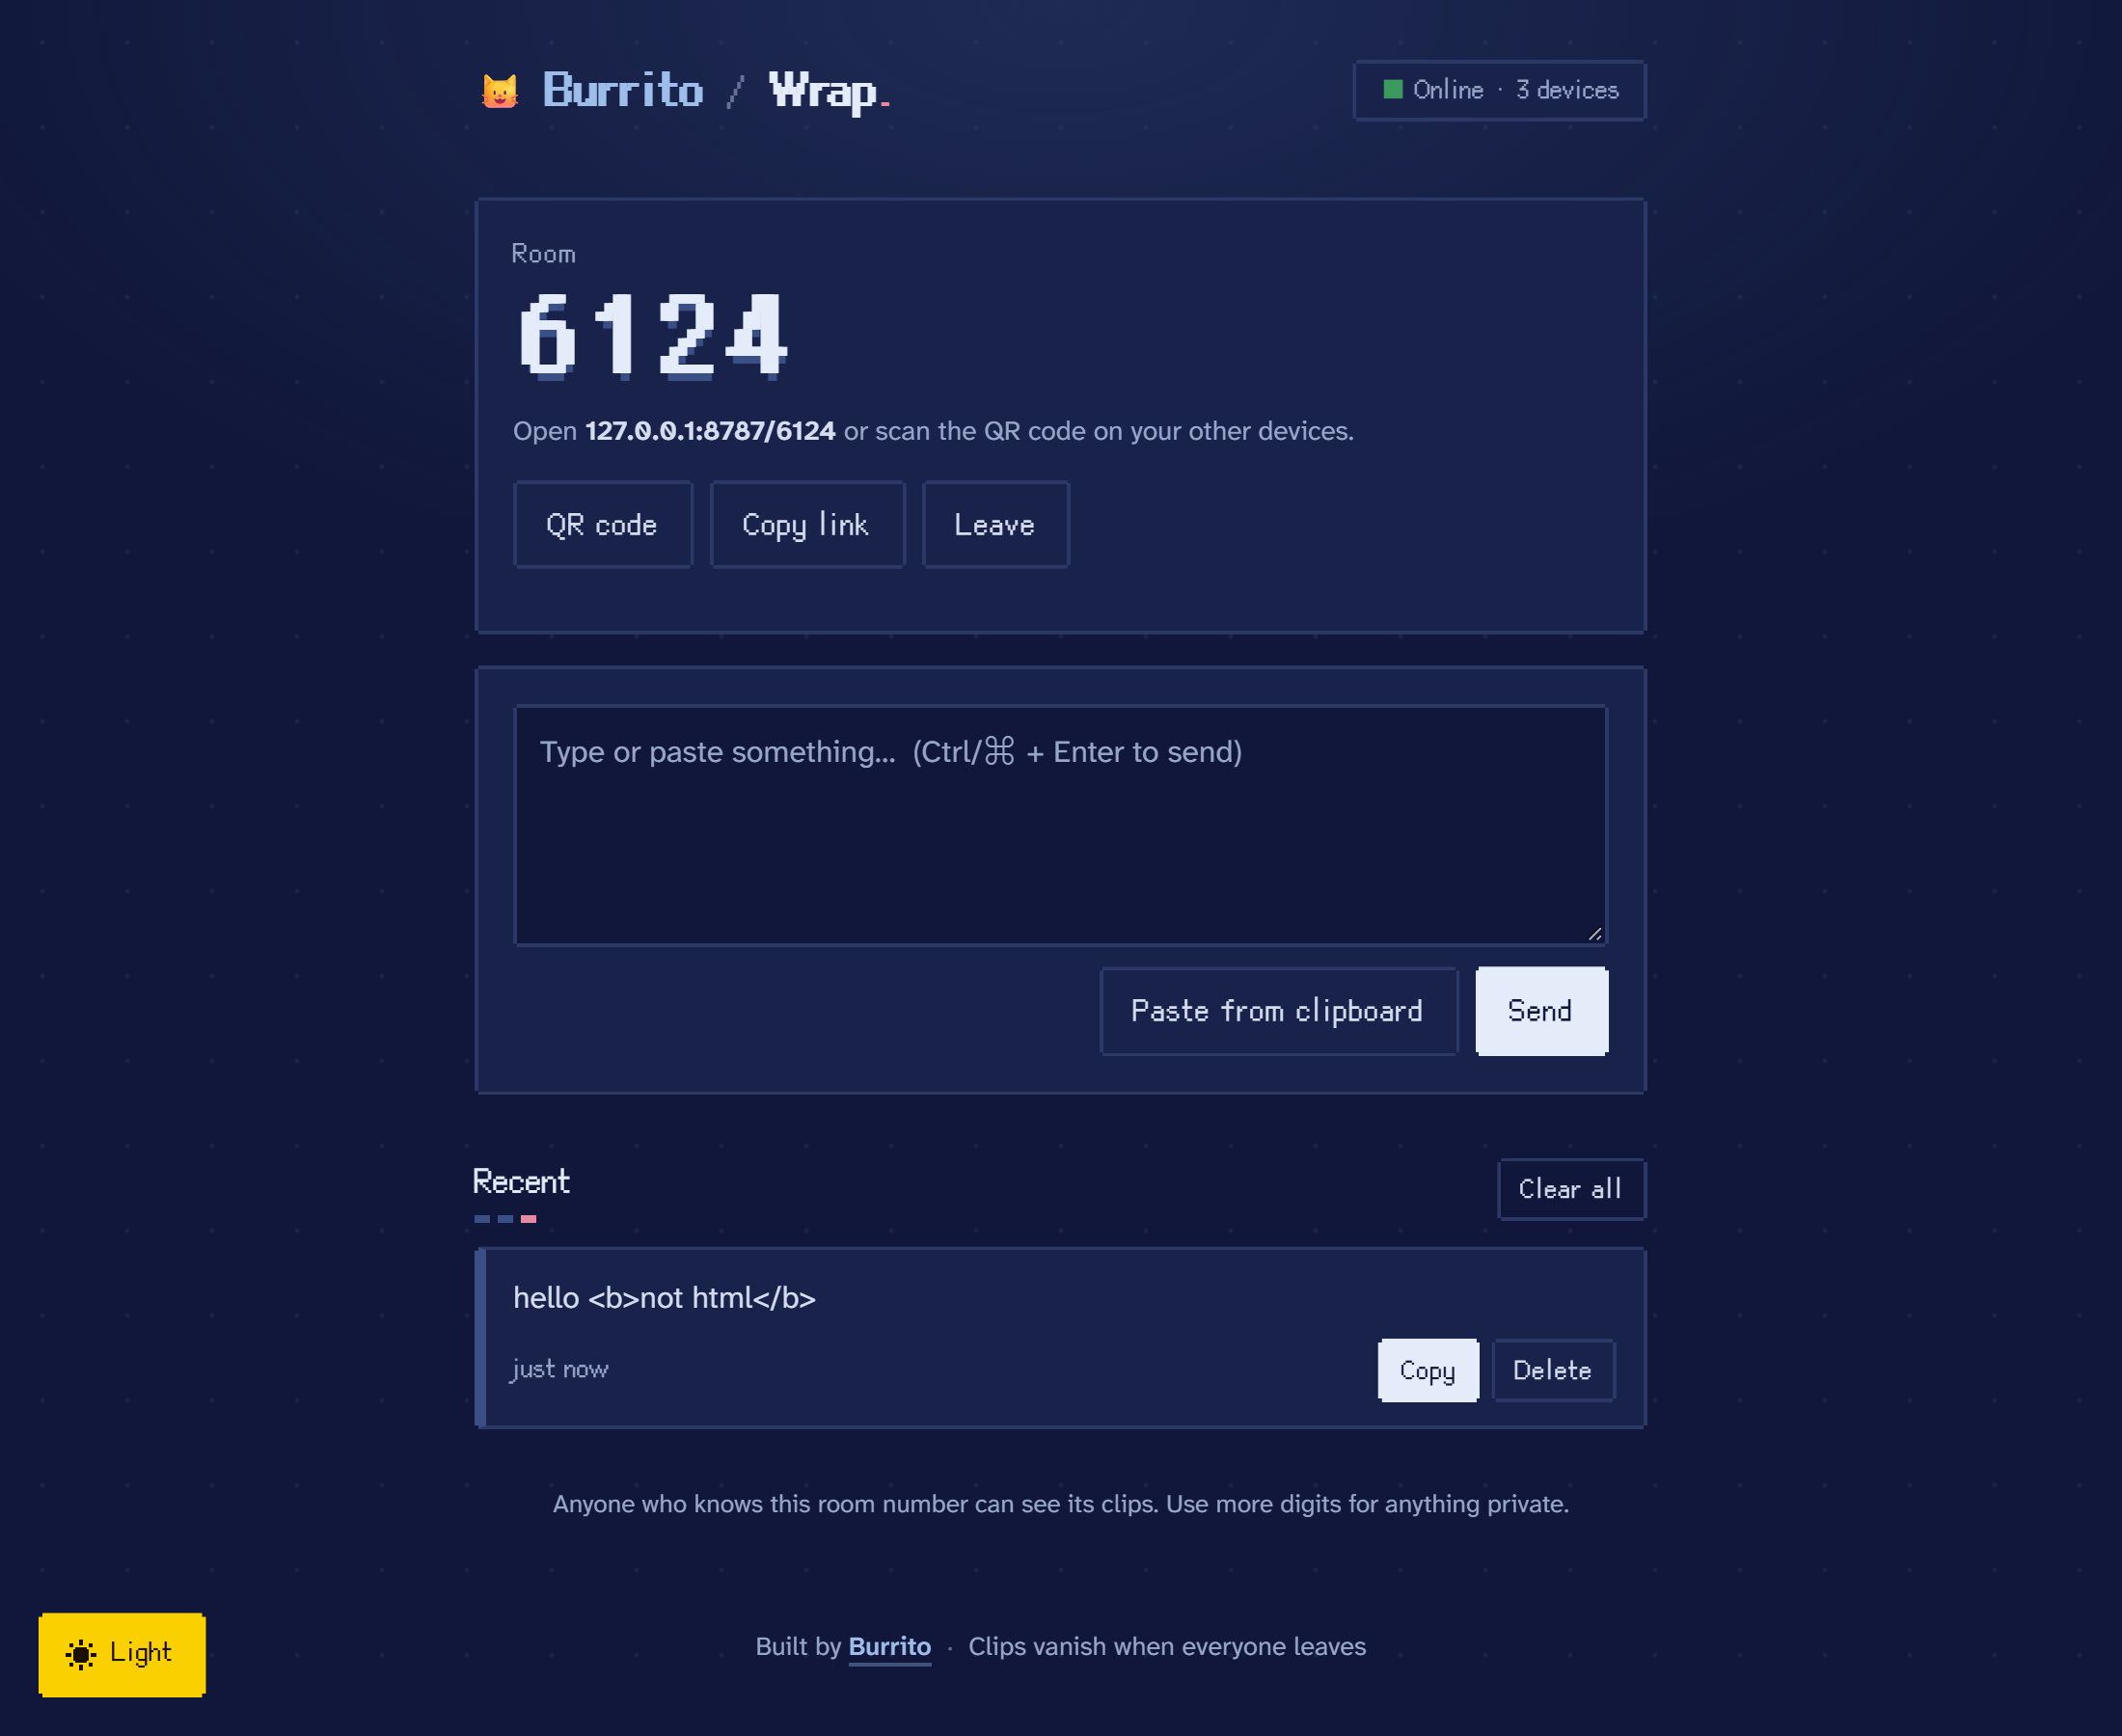 Burrito / Wrap.
Online · 3 devices
Room
6124
Open 127.0.0.1:8787/6124 or scan the QR code on your other devices.
QR code
Copy link
Leave
Type or paste something... (Ctrl/⌘ + Enter to send)
Paste from clipboard
Send
Recent
Clear all
hello <b>not html</b>
just now
Copy
Delete
Anyone who knows this room number can see its clips. Use more digits for anything private.
Light
Built by Burrito · Clips vanish when everyone leaves